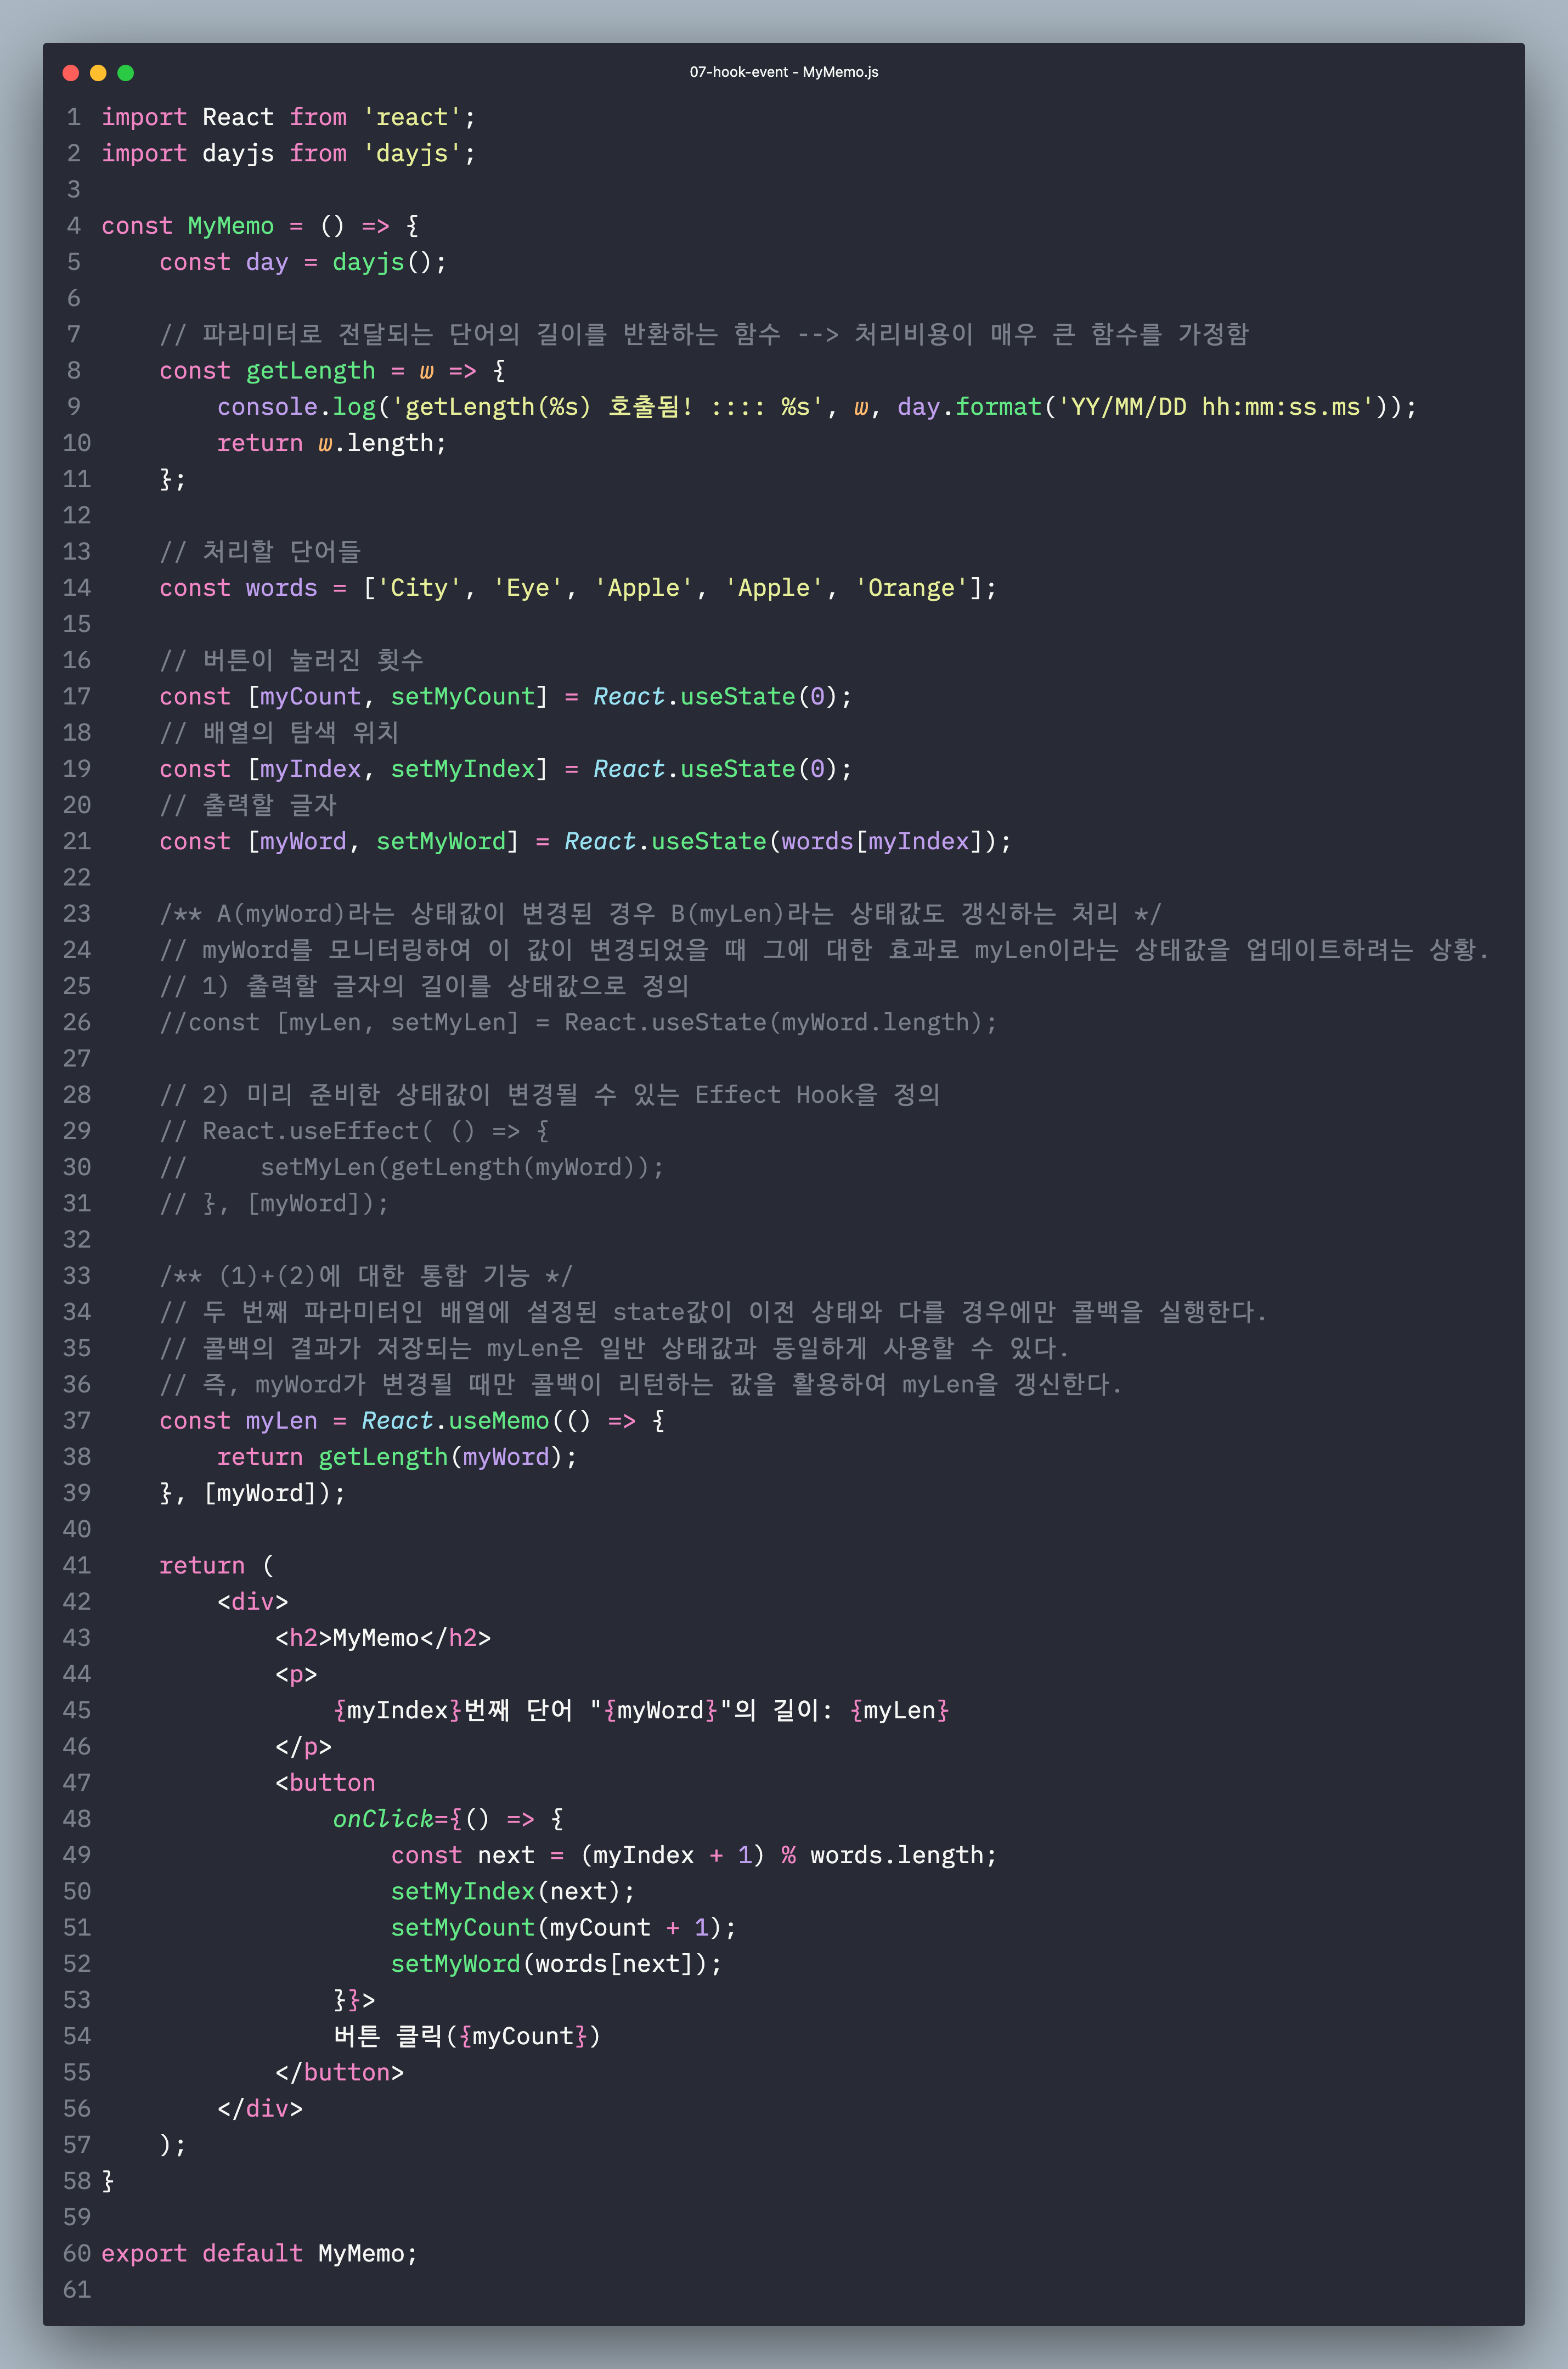 07-hook-event - MyMemo.js
1 import React from 'react';
2 import dayjs from 'dayjs';
3
4 const MyMemo = () => {
5     const day = dayjs();
6
7     // 파라미터로 전달되는 단어의 길이를 반환하는 함수 --> 처리비용이 매우 큰 함수를 가정함
8     const getLength = w => {
9         console.log('getLength(%s) 호출됨! :::: %s', w, day.format('YY/MM/DD hh:mm:ss.ms'));
10         return w.length;
11     };
12
13     // 처리할 단어들
14     const words = ['City', 'Eye', 'Apple', 'Apple', 'Orange'];
15
16     // 버튼이 눌러진 횟수
17     const [myCount, setMyCount] = React.useState(0);
18     // 배열의 탐색 위치
19     const [myIndex, setMyIndex] = React.useState(0);
20     // 출력할 글자
21     const [myWord, setMyWord] = React.useState(words[myIndex]);
22
23     /** A(myWord)라는 상태값이 변경된 경우 B(myLen)라는 상태값도 갱신하는 처리 */
24     // myWord를 모니터링하여 이 값이 변경되었을 때 그에 대한 효과로 myLen이라는 상태값을 업데이트하려는 상황.
25     // 1) 출력할 글자의 길이를 상태값으로 정의
26     //const [myLen, setMyLen] = React.useState(myWord.length);
27
28     // 2) 미리 준비한 상태값이 변경될 수 있는 Effect Hook을 정의
29     // React.useEffect( () => {
30     //     setMyLen(getLength(myWord));
31     // }, [myWord]);
32
33     /** (1)+(2)에 대한 통합 기능 */
34     // 두 번째 파라미터인 배열에 설정된 state값이 이전 상태와 다를 경우에만 콜백을 실행한다.
35     // 콜백의 결과가 저장되는 myLen은 일반 상태값과 동일하게 사용할 수 있다.
36     // 즉, myWord가 변경될 때만 콜백이 리턴하는 값을 활용하여 myLen을 갱신한다.
37     const myLen = React.useMemo(() => {
38         return getLength(myWord);
39     }, [myWord]);
40
41     return (
42         <div>
43             <h2>MyMemo</h2>
44             <p>
45                 {myIndex}번째 단어 "{myWord}"의 길이: {myLen}
46             </p>
47             <button
48                 onClick={() => {
49                     const next = (myIndex + 1) % words.length;
50                     setMyIndex(next);
51                     setMyCount(myCount + 1);
52                     setMyWord(words[next]);
53                 }}>
54                 버튼 클릭({myCount})
55             </button>
56         </div>
57     );
58 }
59
60 export default MyMemo;
61